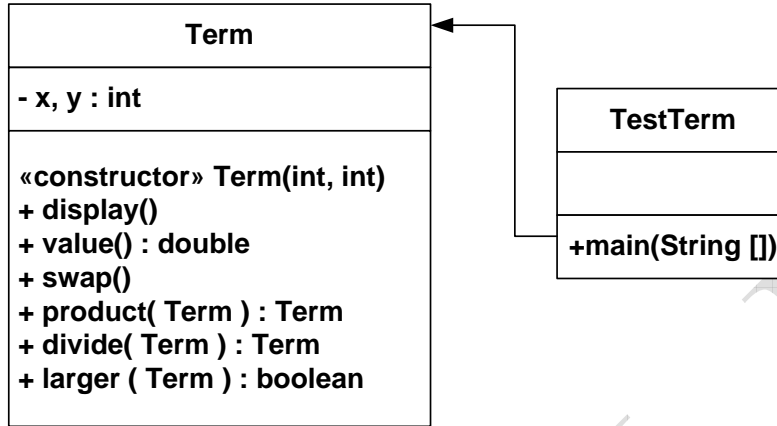 Term
- x, y : int
«constructor» Term(int, int)
+ display()
+ value() : double
+ swap()
+ product( Term ) : Term
+ divide( Term ) : Term
+ larger ( Term ) : boolean
TestTerm
+main(String [])